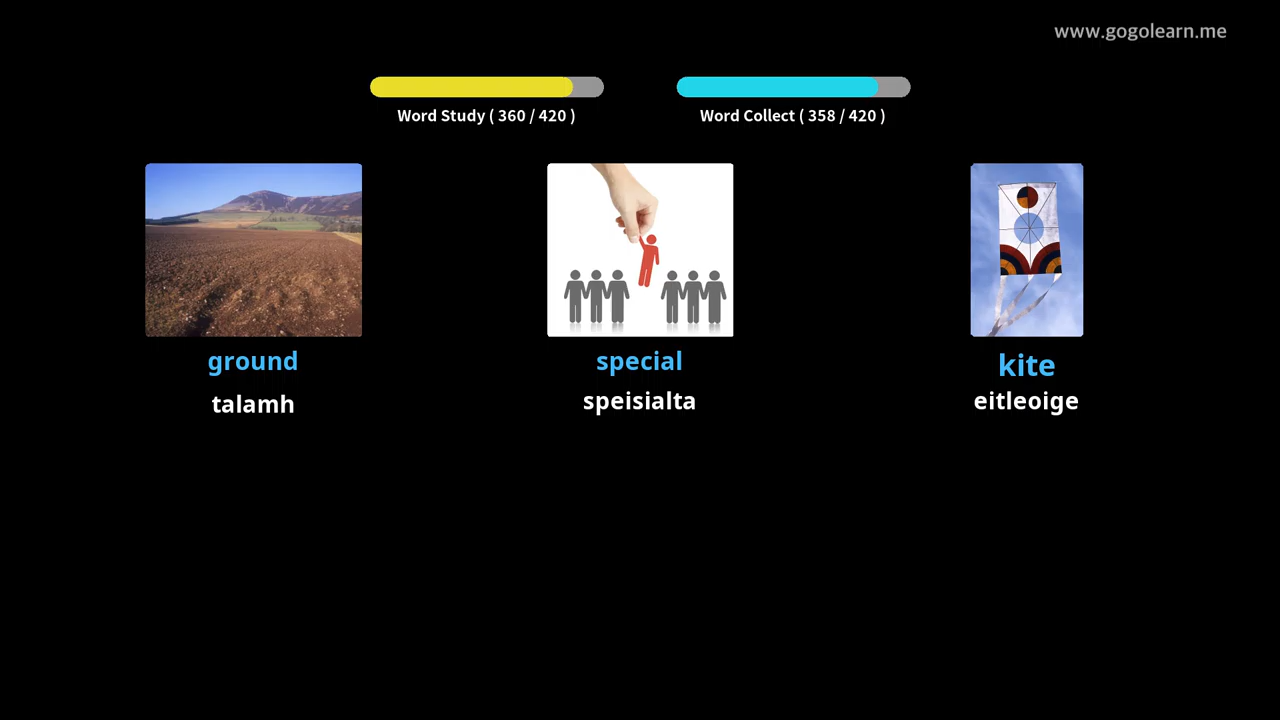 www.gogolearn.me
Word Study ( 360 / 420 )
Word Collect ( 358 / 420 )
ground
special
kite
talamh
speisialta
eitleoige